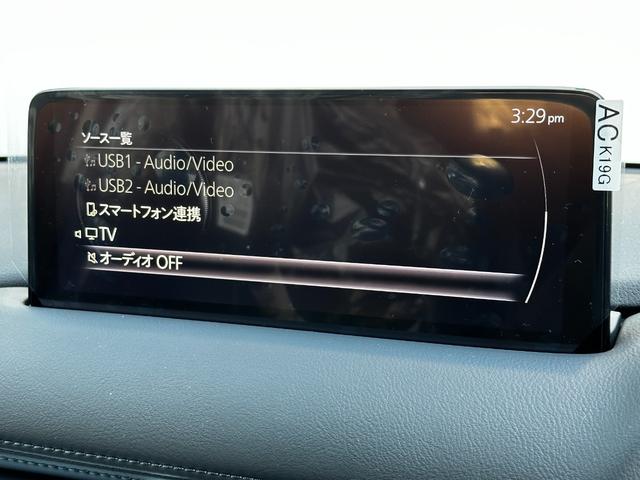 3:29 pm
ソース一覧
USB1 - Audio/Video
USB2 - Audio/Video
スマートフォン連携
TV
オーディオ OFF
AC K19G